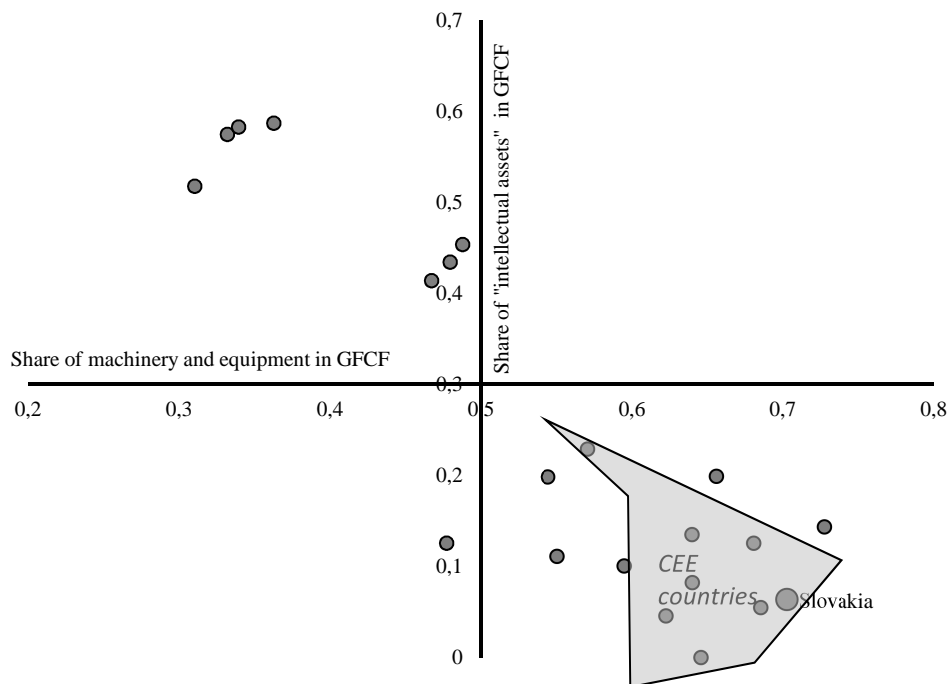 0,7
Share of "intellectual assets" in GFCF
0,6
0,5
0,4
Share of machinery and equipment in GFCF
0,3
0,2 0,3 0,4 0,5 0,6 0,7 0,8
0,2
0,1
CEE
countries
Slovakia
0